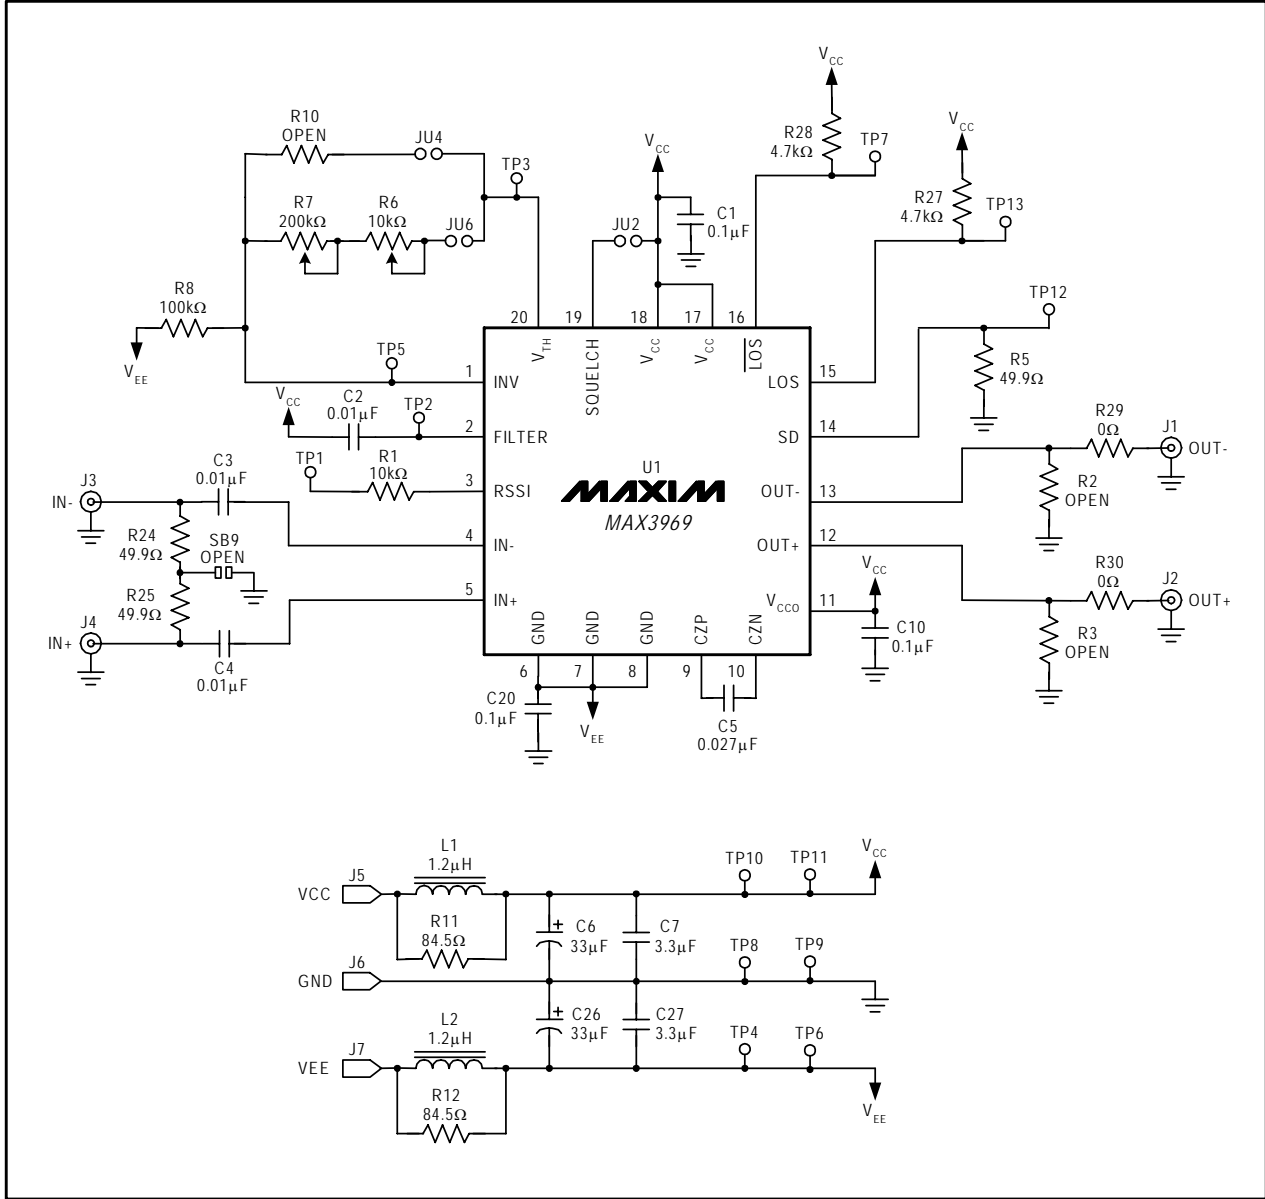 R10
OPEN
JU4
TP3
R7
200kΩ
R6
10kΩ
JU6
R8
100kΩ
VEE
TP5
VCC
C2
0.01µF
TP2
TP1
R1
10kΩ
C3
0.01µF
J3
IN-
R24
49.9Ω
SB9
OPEN
R25
49.9Ω
J4
IN+
C4
0.01µF
VCC
JU2
C1
0.1µF
VCC
R28
4.7kΩ
TP7
VCC
R27
4.7kΩ
TP13
TP12
R5
49.9Ω
R29
0Ω
J1
OUT-
R2
OPEN
R30
0Ω
J2
OUT+
R3
OPEN
VCC
C10
0.1µF
20
19
18
17
16
VTH
SQUELCH
VCC
VCC
LOS
1
INV
2
FILTER
3
RSSI
4
IN-
5
IN+
LOS
15
SD
14
OUT-
13
OUT+
12
VCCO
11
U1
MAXIM
MAX3969
GND
GND
GND
CZP
CZN
6
7
8
9
10
C20
0.1µF
VEE
C5
0.027µF
L1
1.2µH
J5
VCC
R11
84.5Ω
C6
+
33µF
C7
3.3µF
TP10
TP11
VCC
J6
GND
TP8
TP9
L2
1.2µH
J7
VEE
R12
84.5Ω
C26
+
33µF
C27
3.3µF
TP4
TP6
VEE